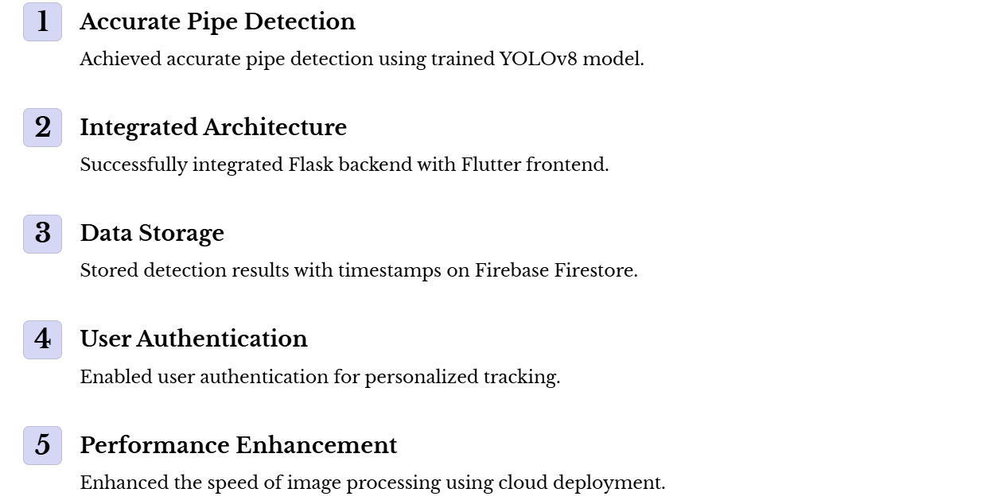 1 Accurate Pipe Detection
Achieved accurate pipe detection using trained YOLOv8 model.
2 Integrated Architecture
Successfully integrated Flask backend with Flutter frontend.
3 Data Storage
Stored detection results with timestamps on Firebase Firestore.
4 User Authentication
Enabled user authentication for personalized tracking.
5 Performance Enhancement
Enhanced the speed of image processing using cloud deployment.